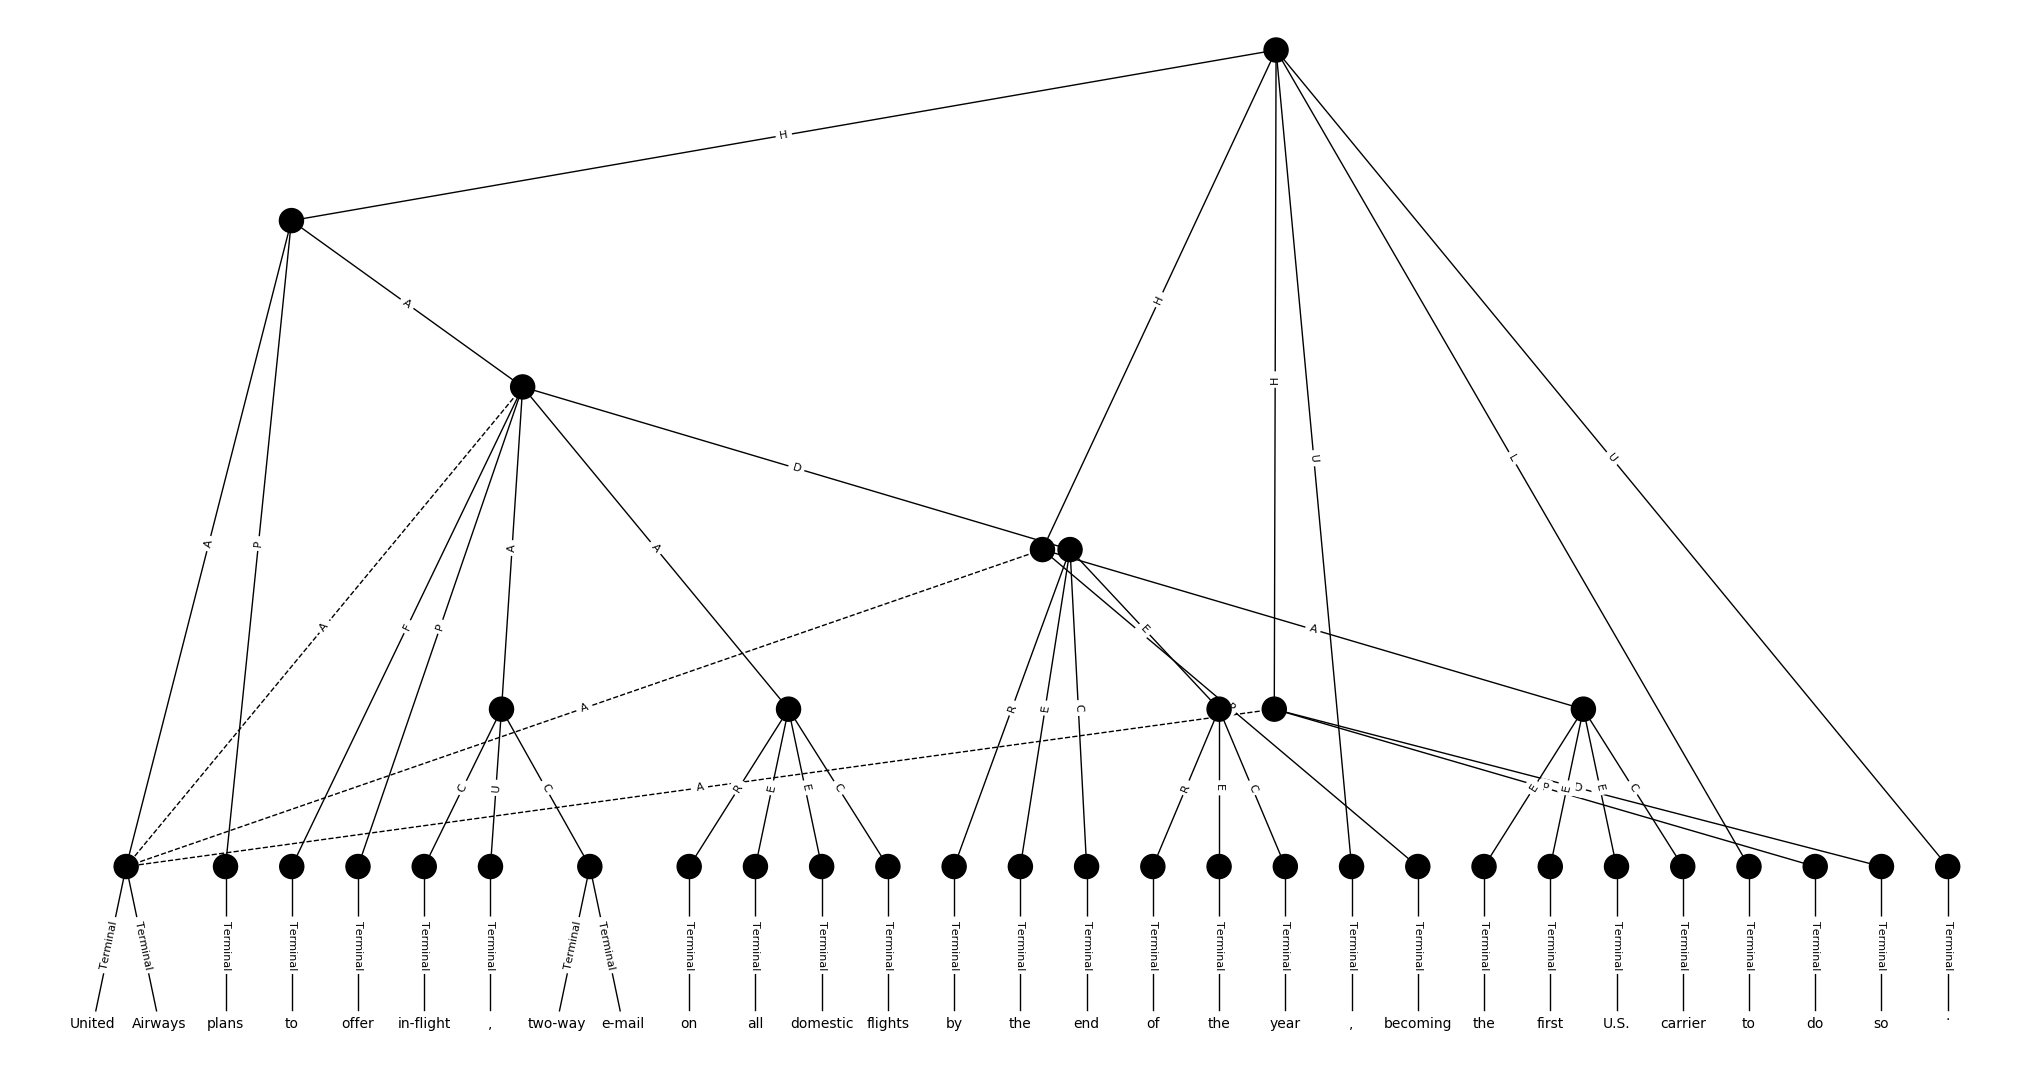 H
A
H
H
U
L
U
D
A P A F P A A
A A R E C E A R
C U C A R E E C R E C E P E D E C
Terminal Terminal Terminal Terminal Terminal Terminal Terminal Terminal Terminal Terminal Terminal Terminal Terminal Terminal Terminal Terminal Terminal Terminal Terminal Terminal Terminal Terminal Terminal Terminal Terminal Terminal Terminal Terminal Terminal
United Airways plans to offer in-flight , two-way e-mail on all domestic flights by the end of the year , becoming the first U.S. carrier to do so .